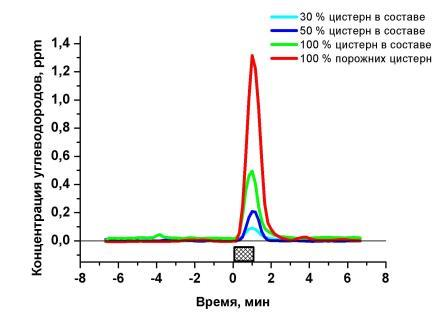 30 % цистерн в составе
50 % цистерн в составе
100 % цистерн в составе
100 % порожних цистерн
Концентрация углеводородов, ppm
1,4
1,2
1,0
0,8
0,6
0,4
0,2
0,0
-8 -6 -4 -2 0 2 4 6 8
Время, мин